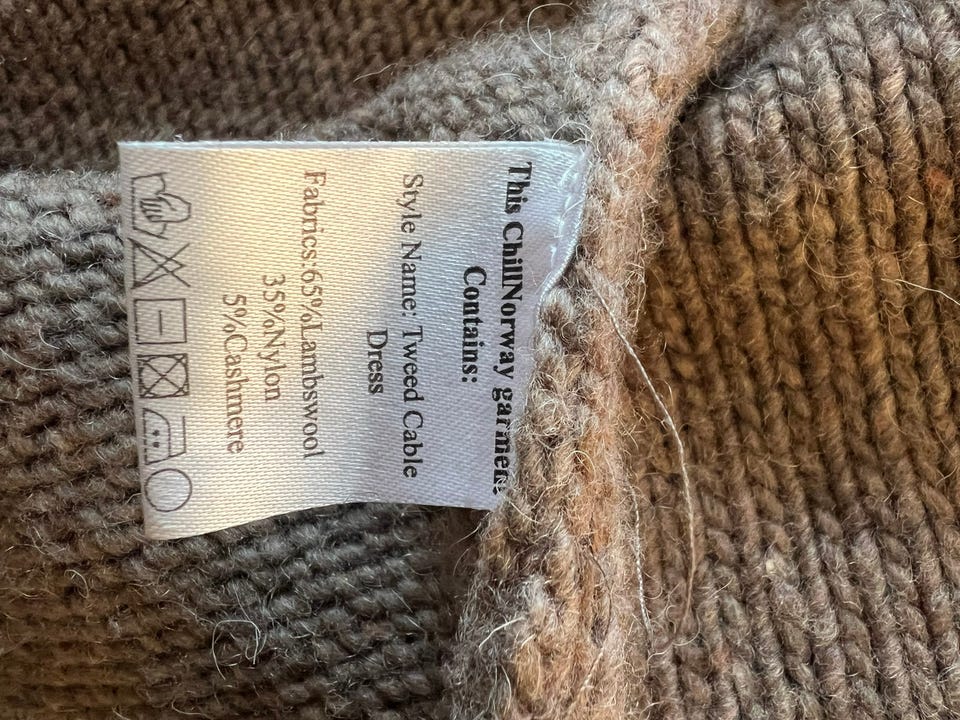 This ChillNorway garment
Contains:
Style Name: Tweed Cable
Dress
Fabrics:65%Lambswool
35%Nylon
5%Cashmere